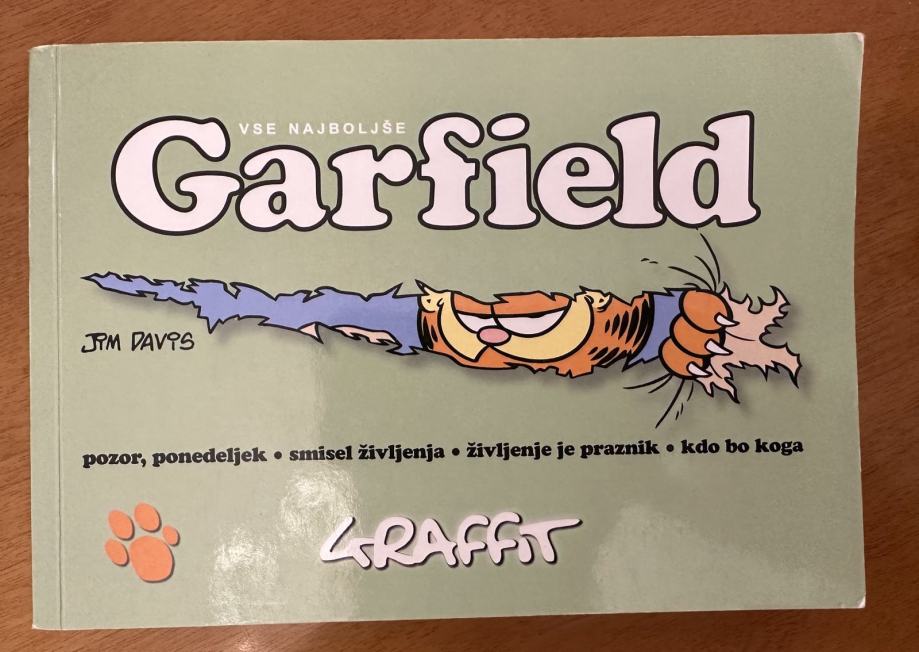 VSE NAJBOLJŠE
Garfield
JIM DAVIS
pozor, ponedeljek • smisel življenja • življenje je praznik • kdo bo koga
GRAFFIT